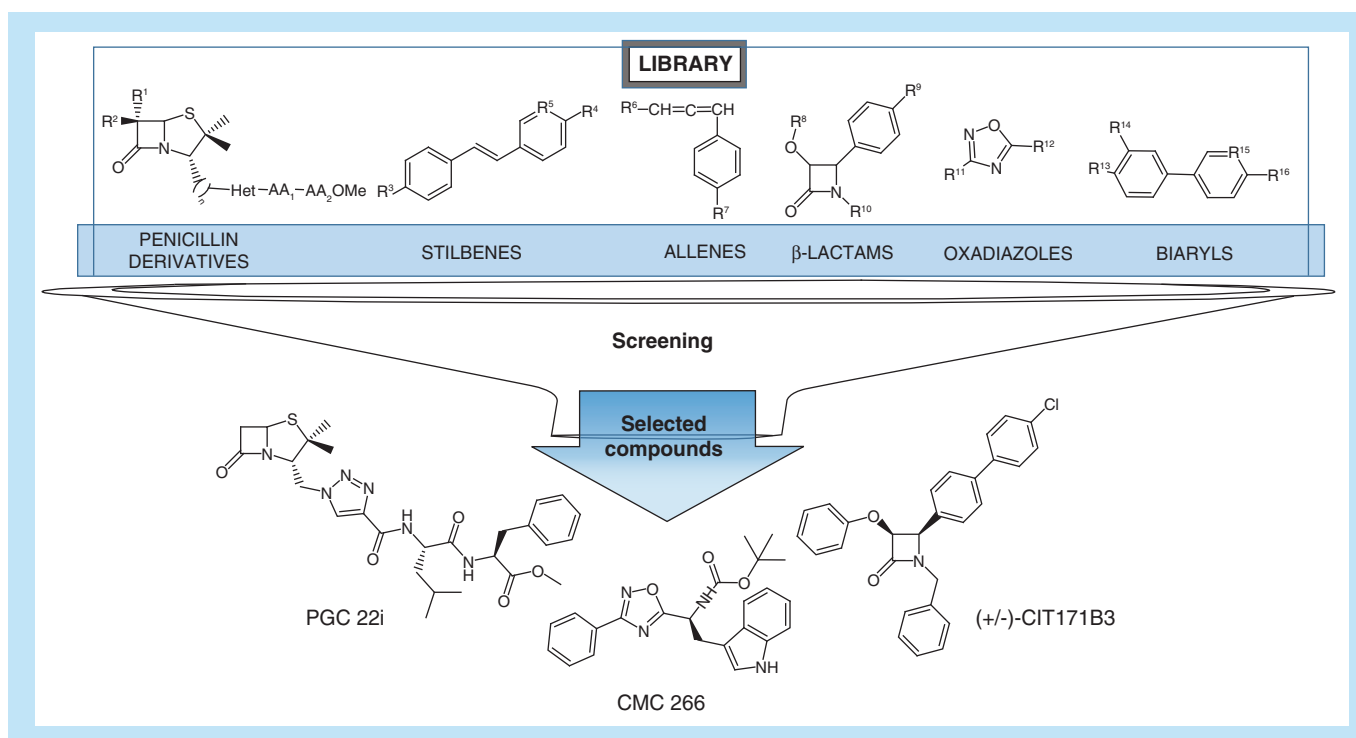 LIBRARY
R¹
R²
S
N
O
Het–AA₁–AA₂OMe
R³
R⁵
R⁴
R⁶–CH=C=CH
R⁷
R⁸
O
R⁹
O
N
R¹⁰
N
O
N
R¹¹
R¹²
R¹³
R¹⁴
R¹⁵
R¹⁶
PENICILLIN
DERIVATIVES
STILBENES
ALLENES
β-LACTAMS
OXADIAZOLES
BIARYLS
Screening
Selected
compounds
S
N
O
N
N
N
O
H
N
O
N
H
O
O
PGC 22i
N
O
N
NH
O
O
NH
CMC 266
Cl
O
O
N
(+/-)-CIT171B3